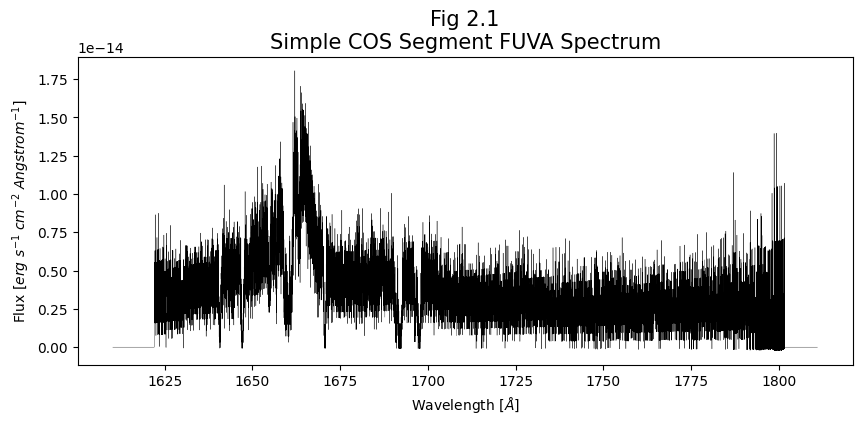 Fig 2.1
Simple COS Segment FUVA Spectrum
1e−14
1.75
1.50
1.25
1.00
0.75
0.50
0.25
0.00
Flux [erg s⁻¹ cm⁻² Angstrom⁻¹]
1625 1650 1675 1700 1725 1750 1775 1800
Wavelength [Å]